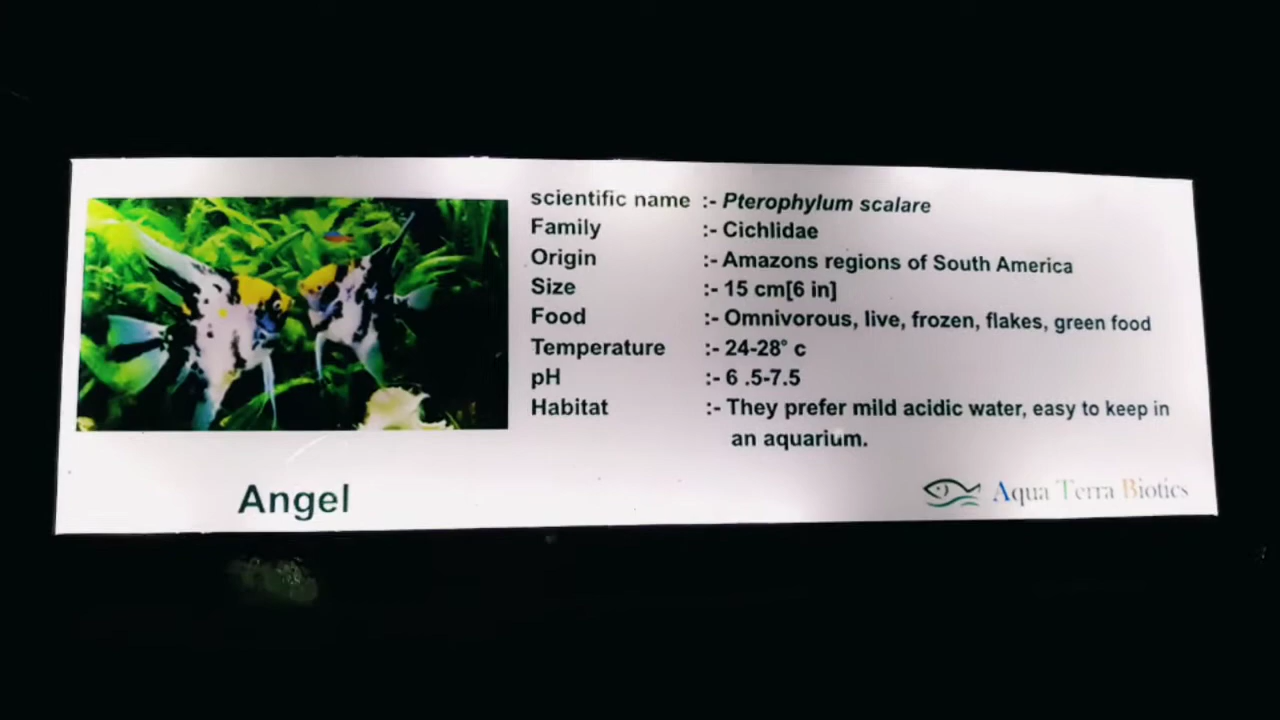 scientific name :- Pterophylum scalare
Family :- Cichlidae
Origin :- Amazons regions of South America
Size :- 15 cm[6 in]
Food :- Omnivorous, live, frozen, flakes, green food
Temperature :- 24-28° c
pH :- 6 .5-7.5
Habitat :- They prefer mild acidic water, easy to keep in
an aquarium.
Angel
Aqua Terra Biotics